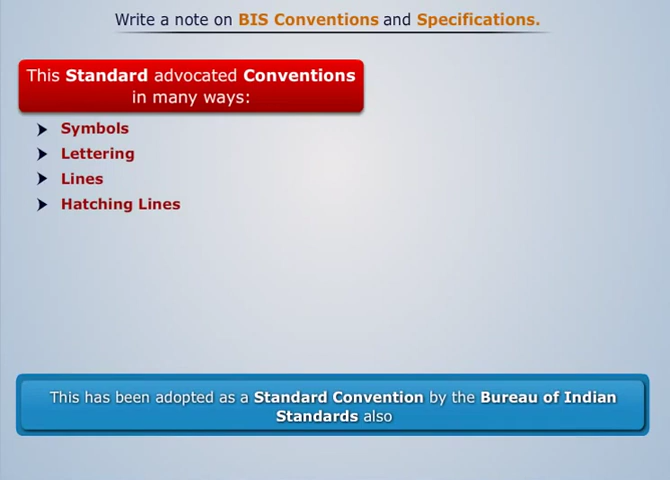 Write a note on BIS Conventions and Specifications.
This Standard advocated Conventions
in many ways:
Symbols
Lettering
Lines
Hatching Lines
This has been adopted as a Standard Convention by the Bureau of Indian
Standards also